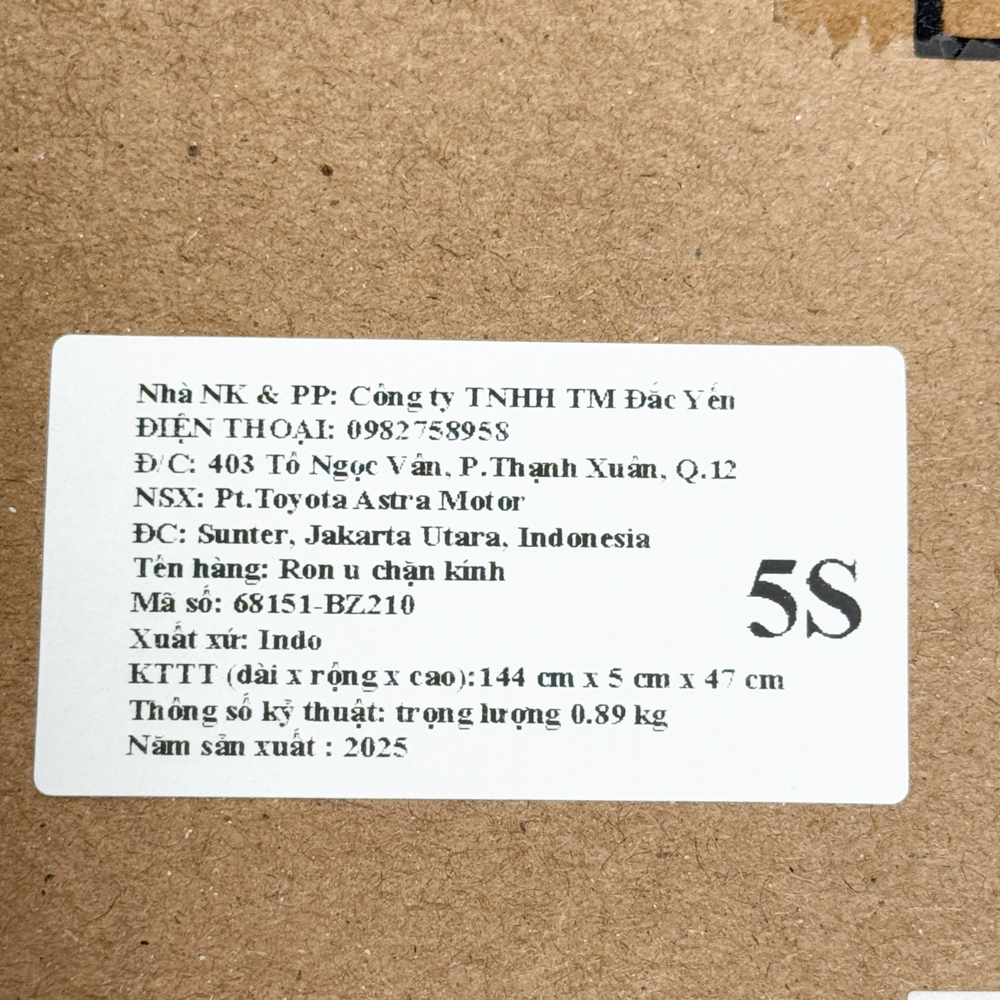 Nhà NK & PP: Công ty TNHH TM Đắc Yến
ĐIỆN THOẠI: 0982758958
Đ/C: 403 Tô Ngọc Vân, P.Thạnh Xuân, Q.12
NSX: Pt.Toyota Astra Motor
ĐC: Sunter, Jakarta Utara, Indonesia
Tên hàng: Ron u chặn kính
Mã số: 68151-BZ210
Xuất xứ: Indo
KTTT (dài x rộng x cao):144 cm x 5 cm x 47 cm
Thông số kỹ thuật: trọng lượng 0.89 kg
Năm sản xuất : 2025
5S